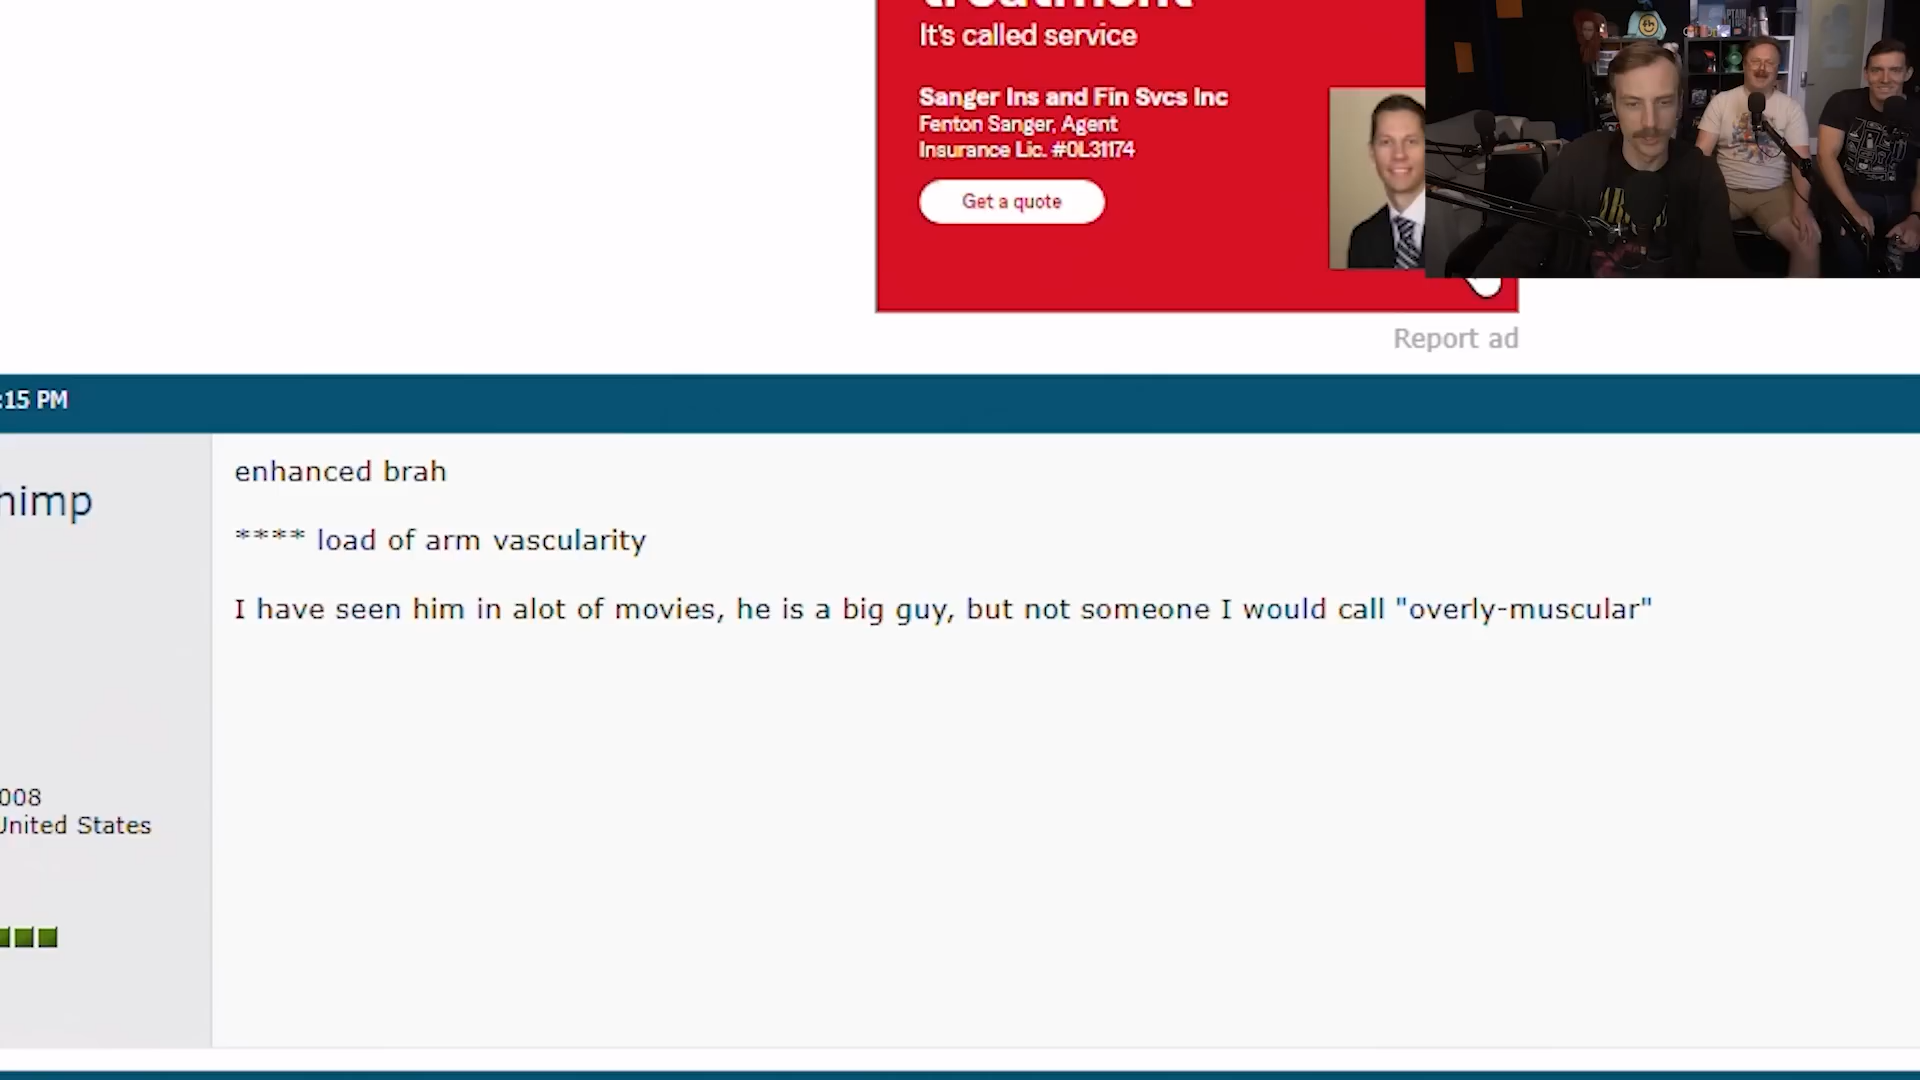 treatment
It's called service
Sanger Ins and Fin Svcs Inc
Fenton Sanger, Agent
Insurance Lic. #0L31174
Get a quote
Report ad
:15 PM
himp
enhanced brah
**** load of arm vascularity
I have seen him in alot of movies, he is a big guy, but not someone I would call "overly-muscular"
008
United States